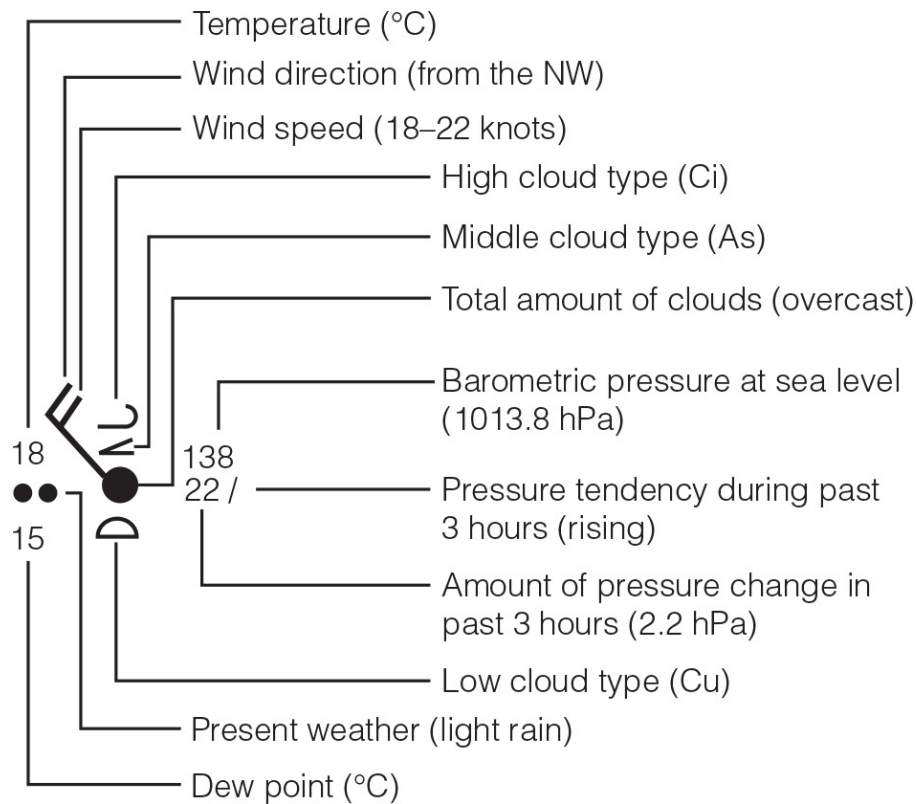 Temperature (°C)
Wind direction (from the NW)
Wind speed (18–22 knots)
High cloud type (Ci)
Middle cloud type (As)
Total amount of clouds (overcast)
Barometric pressure at sea level
(1013.8 hPa)
18
138
22 /
Pressure tendency during past
3 hours (rising)
15
Amount of pressure change in
past 3 hours (2.2 hPa)
Low cloud type (Cu)
Present weather (light rain)
Dew point (°C)